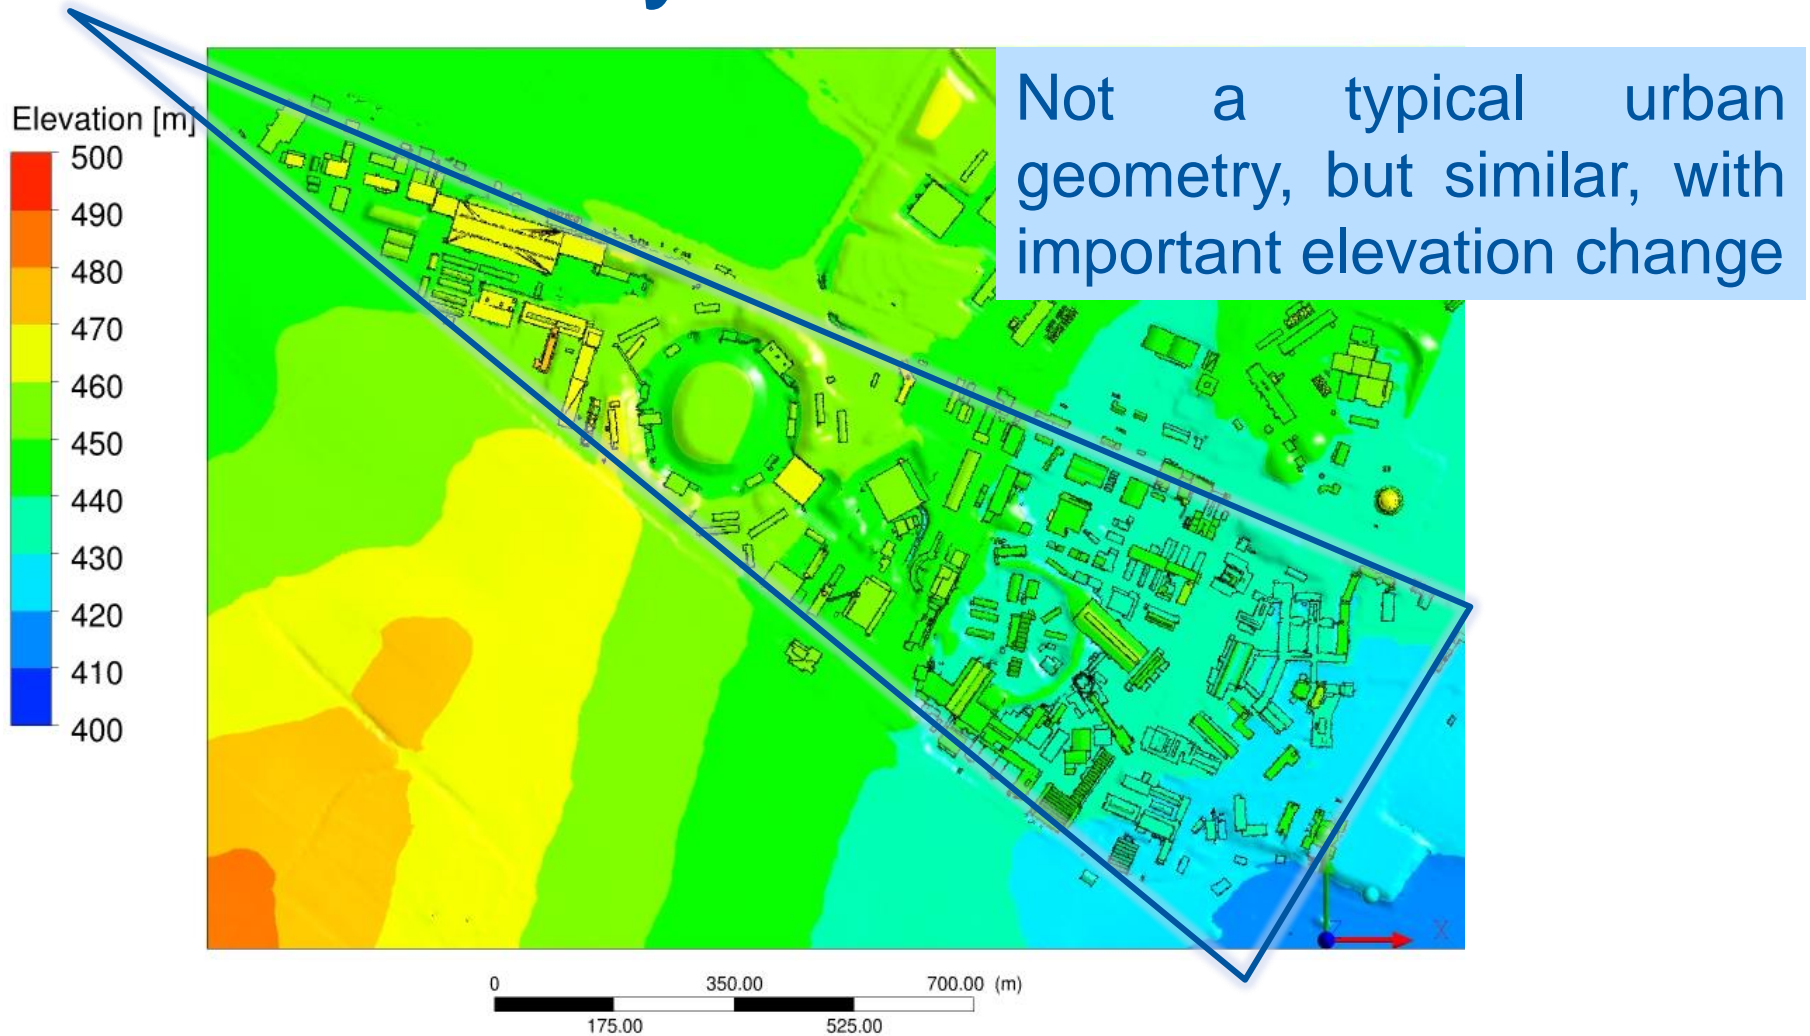 Not a typical urban
geometry, but similar, with
important elevation change
Elevation [m]
500
490
480
470
460
450
440
430
420
410
400
Z
X
0 350.00 700.00 (m)
175.00 525.00